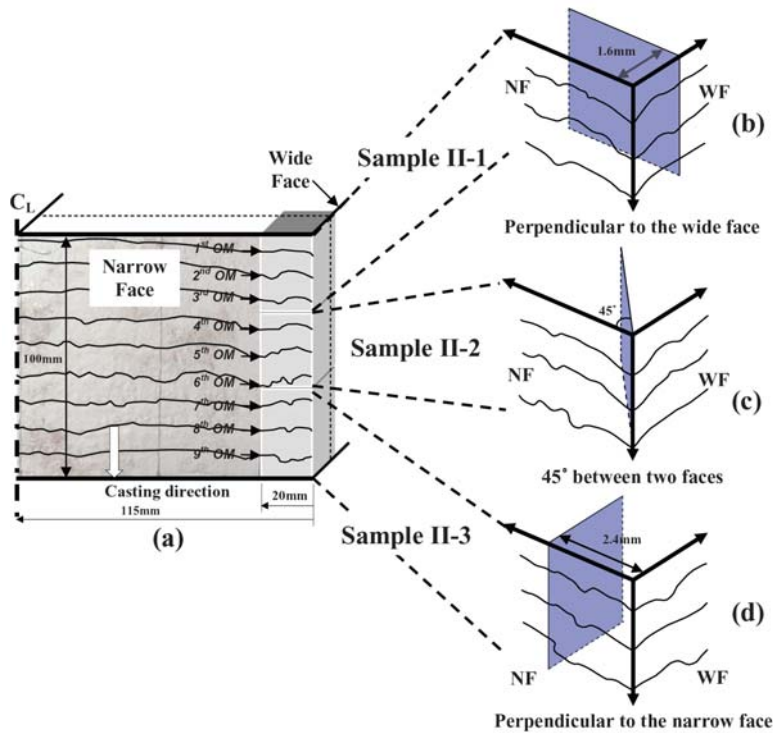 Wide
Face
C_L
Narrow
Face
1st OM
2nd OM
3rd OM
4th OM
5th OM
6th OM
7th OM
8th OM
9th OM
100mm
Casting direction
20mm
115mm
(a)
Sample II-1
1.6mm
NF
WF
(b)
Perpendicular to the wide face
Sample II-2
45°
NF
WF
(c)
45° between two faces
Sample II-3
2.4mm
(d)
NF
WF
Perpendicular to the narrow face